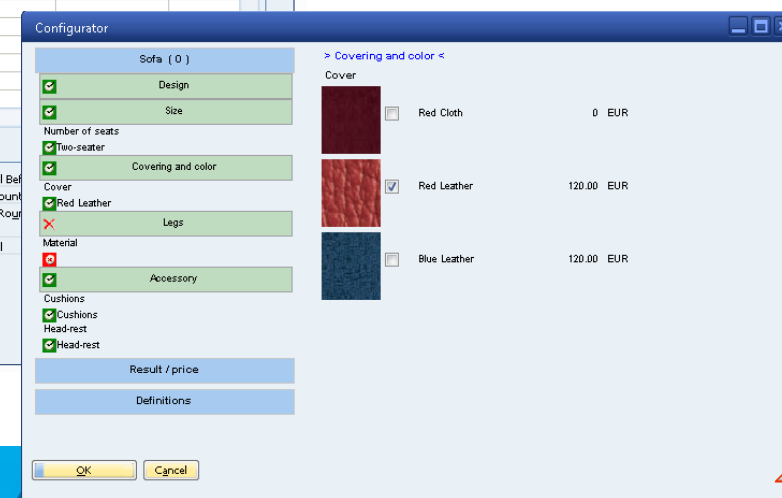 Configurator
Sofa ( 0 )
Design
Size
Number of seats
Two-seater
Covering and color
Cover
Red Leather
Legs
Material
Accessory
Cushions
Cushions
Head-rest
Head-rest
Result / price
Definitions
OK
Cancel
> Covering and color <
Cover
Red Cloth 0 EUR
Red Leather 120.00 EUR
Blue Leather 120.00 EUR